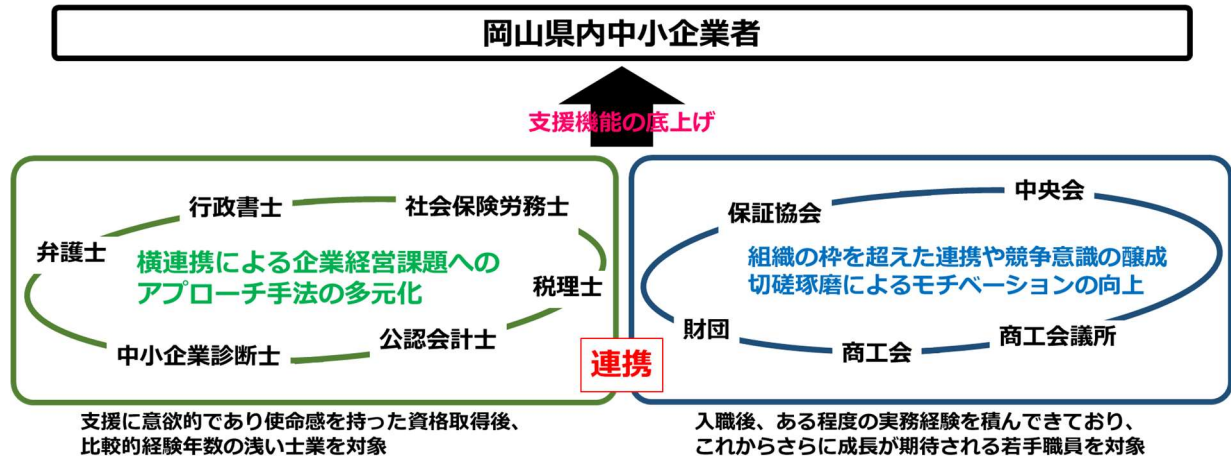 岡山県内中小企業者
支援機能の底上げ
行政書士
社会保険労務士
弁護士
横連携による企業経営課題への
アプローチ手法の多元化
税理士
公認会計士
中小企業診断士
保証協会
中央会
組織の枠を超えた連携や競争意識の醸成
切磋琢磨によるモチベーションの向上
財団
商工会議所
商工会
連携
支援に意欲的であり使命感を持った資格取得後、
比較的経験年数の浅い士業を対象
入職後、ある程度の実務経験を積んできており、
これからさらに成長が期待される若手職員を対象